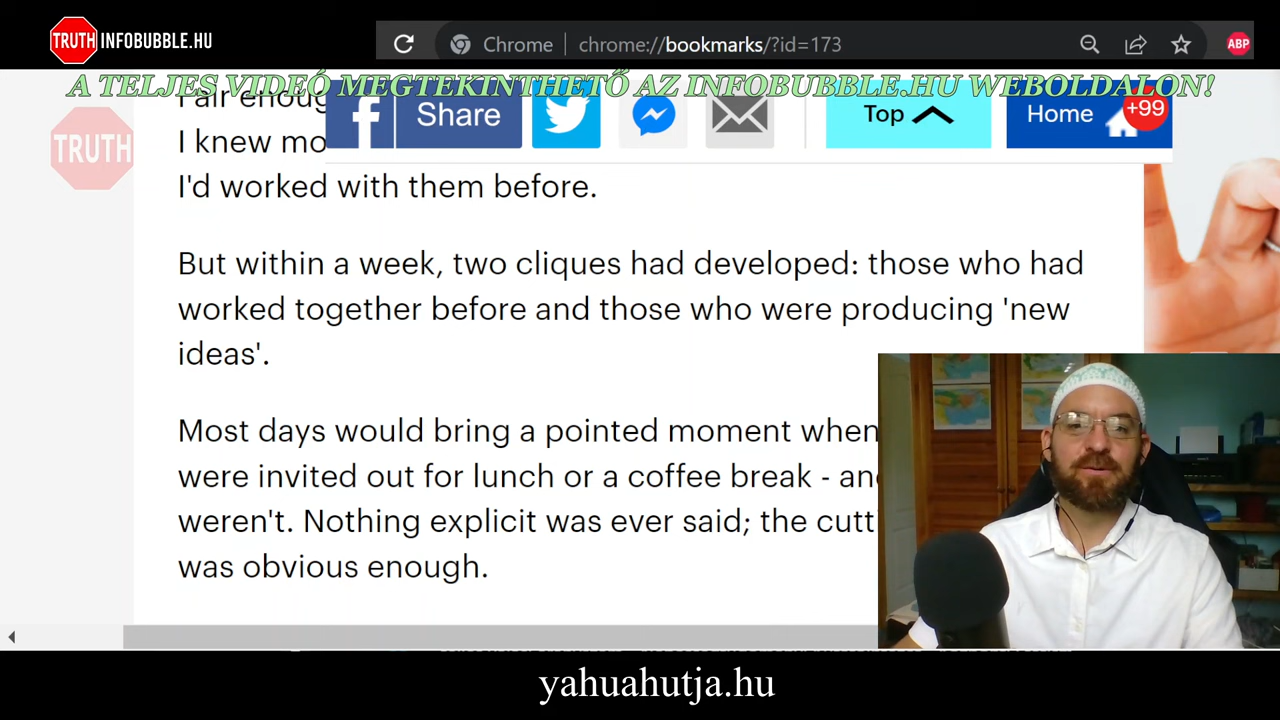 TRUTH INFOBUBBLE.HU
Chrome chrome://bookmarks/?id=173
ABP
A TELJES VIDEÓ MEGTEKINTHETŐ AZ INFOBUBBLE.HU WEBOLDALON!
Share
Top
Home
+99
TRUTH
I knew
I'd worked with them before.
But within a week, two cliques had developed: those who had
worked together before and those who were producing 'new
ideas'.
Most days would bring a pointed moment when
were invited out for lunch or a coffee break -
weren't. Nothing explicit was ever said; the
was obvious enough.
yahuahutja.hu